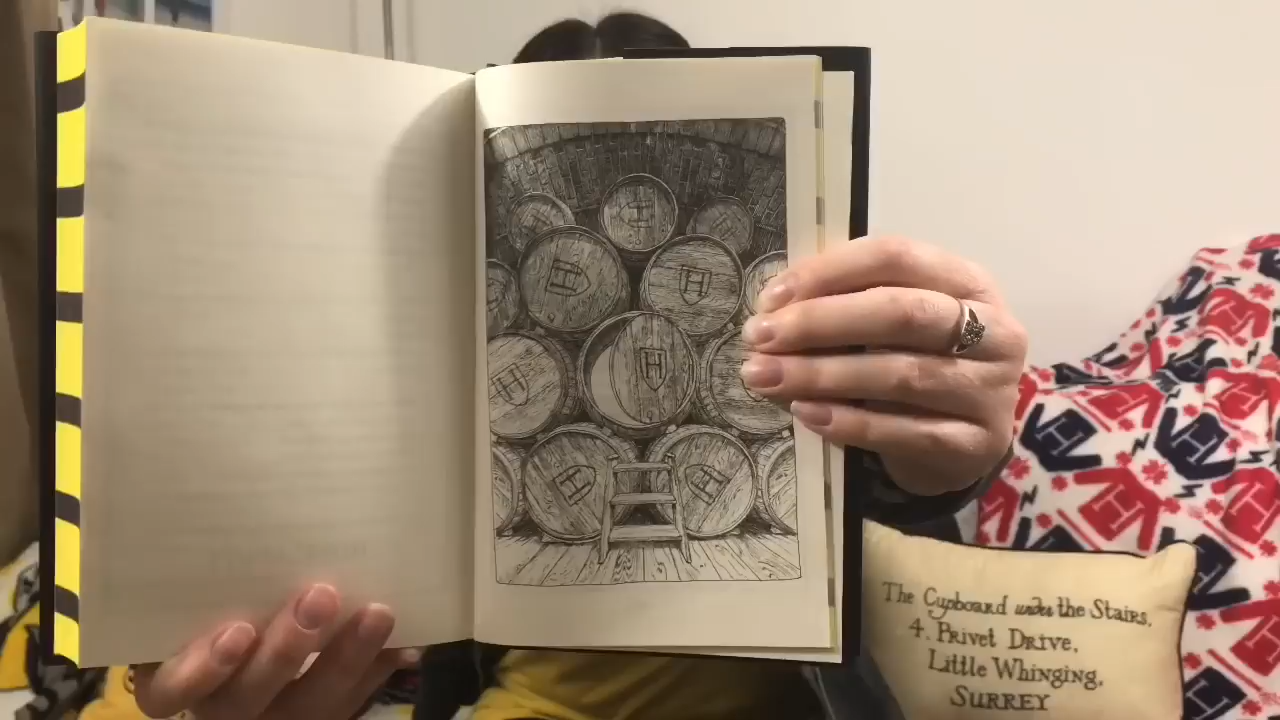 H
H
H
H
H
H
H
H
The Cupboard under the Stairs,
4. Privet Drive,
Little Whinging,
SURREY